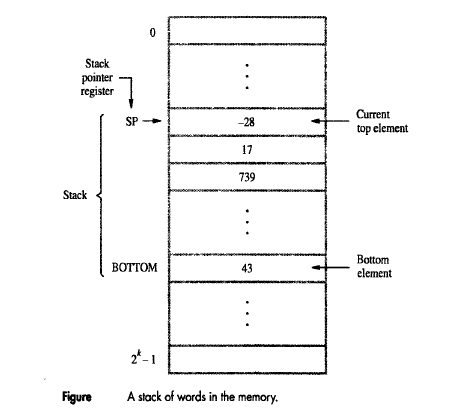 0
Stack
pointer
register
SP
-28
Current
top element
17
739
Stack
BOTTOM
43
Bottom
element
2^k - 1
Figure A stack of words in the memory.